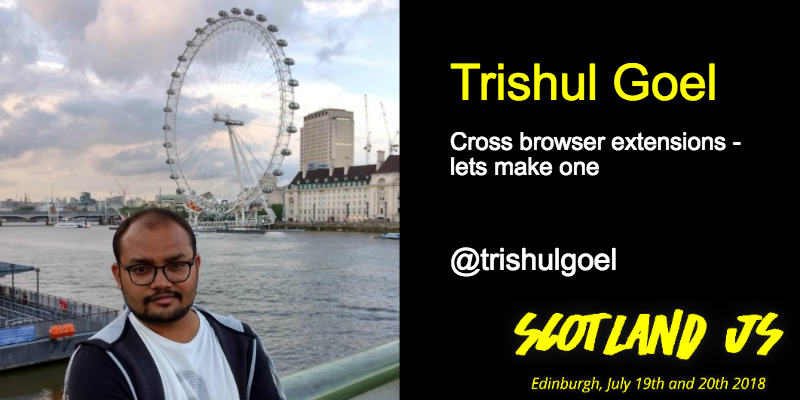 Trishul Goel
Cross browser extensions -
lets make one
@trishulgoel
SCOTLAND JS
Edinburgh, July 19th and 20th 2018